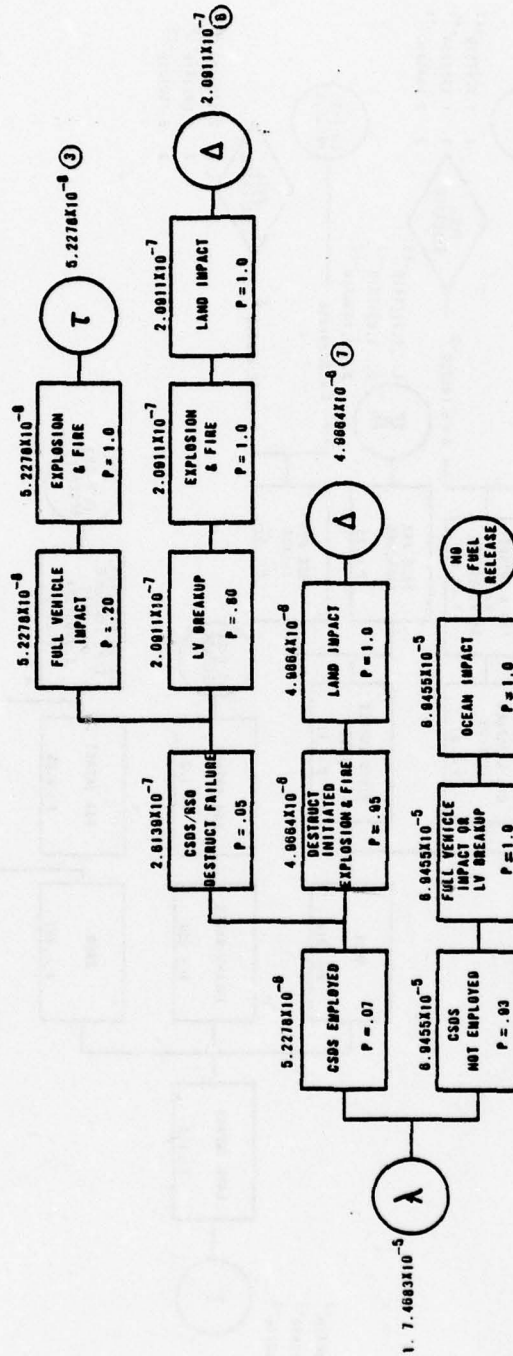 1. 7.4683X10⁻⁵
λ
5.2278X10⁻⁶
CSDS EMPLOYED
P = .07
6.9455X10⁻⁵
CSDS
NOT EMPLOYED
P = .93
2.6139X10⁻⁷
CSDS/RSO
DESTRUCT FAILURE
P = .05
4.9664X10⁻⁶
DESTRUCT
INITIATED
EXPLOSION & FIRE
P = .95
6.9455X10⁻⁵
FULL VEHICLE
IMPACT OR
LV BREAKUP
P = 1.0
5.2278X10⁻⁸
FULL VEHICLE
IMPACT
P = .20
2.0911X10⁻⁷
LV BREAKUP
P = .80
4.9664X10⁻⁶
LAND IMPACT
P = 1.0
6.9455X10⁻⁵
OCEAN IMPACT
P = 1.0
5.2278X10⁻⁸
EXPLOSION
& FIRE
P = 1.0
2.0911X10⁻⁷
EXPLOSION
& FIRE
P = 1.0
Δ
4.9664X10⁻⁶ ⑦
NO
FUEL
RELEASE
τ
5.2278X10⁻⁸ ③
2.0911X10⁻⁷
LAND IMPACT
P = 1.0
Δ
2.0911X10⁻⁷ ⑥